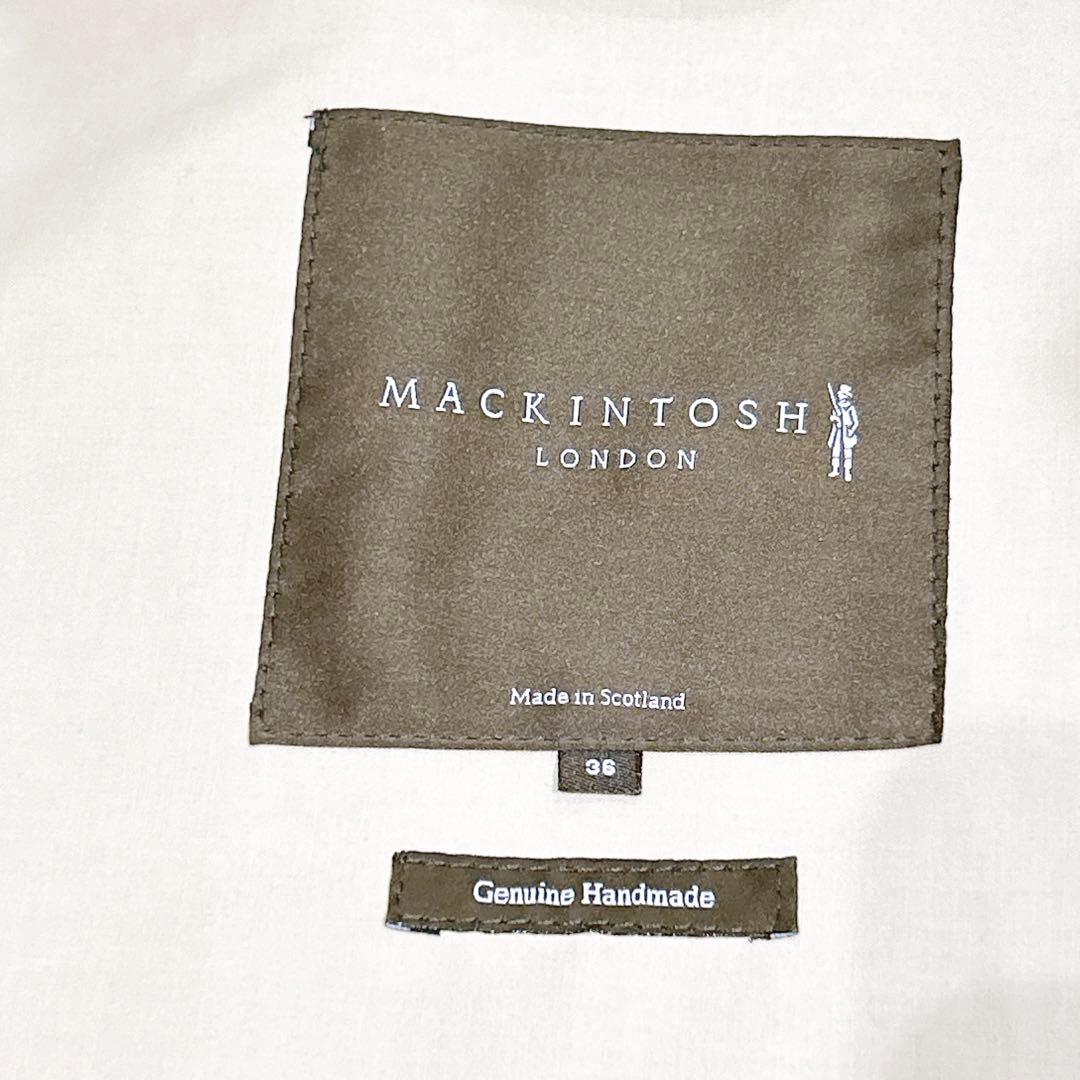 MACKINTOSH
LONDON
Made in Scotland
36
Genuine Handmade